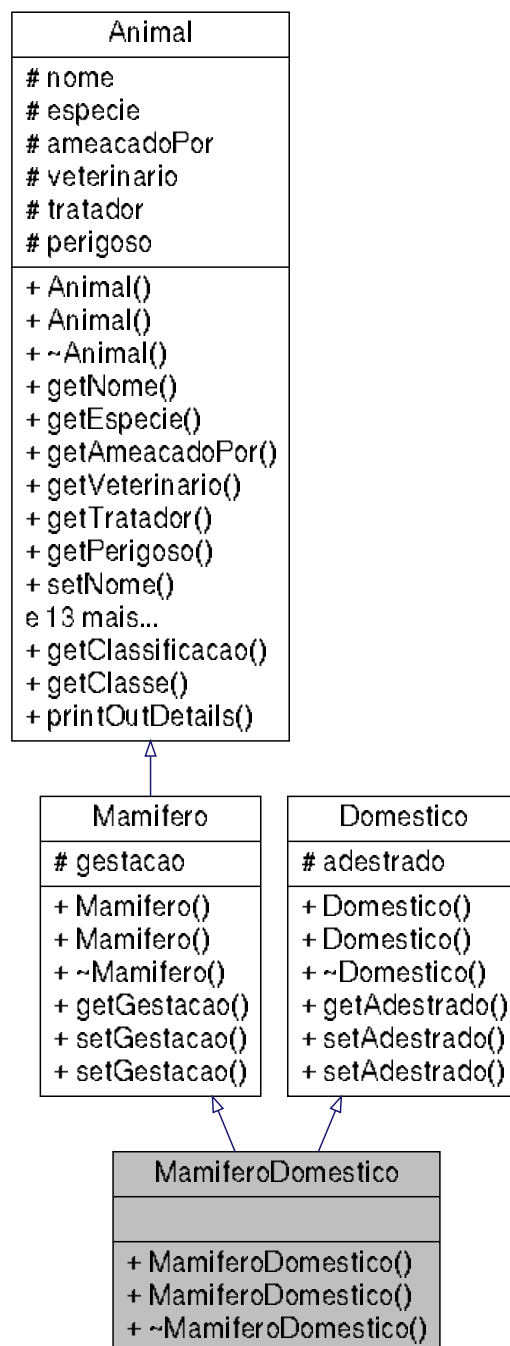 Animal
# nome
# especie
# ameacadoPor
# veterinario
# tratador
# perigoso
+ Animal()
+ Animal()
+ ~Animal()
+ getNome()
+ getEspecie()
+ getAmeacadoPor()
+ getVeterinario()
+ getTratador()
+ getPerigoso()
+ setNome()
e 13 mais...
+ getClassificacao()
+ getClasse()
+ printOutDetails()
Mamifero
# gestacao
+ Mamifero()
+ Mamifero()
+ ~Mamifero()
+ getGestacao()
+ setGestacao()
+ setGestacao()
Domestico
# adestrado
+ Domestico()
+ Domestico()
+ ~Domestico()
+ getAdestrado()
+ setAdestrado()
+ setAdestrado()
MamiferoDomestico
+ MamiferoDomestico()
+ MamiferoDomestico()
+ ~MamiferoDomestico()